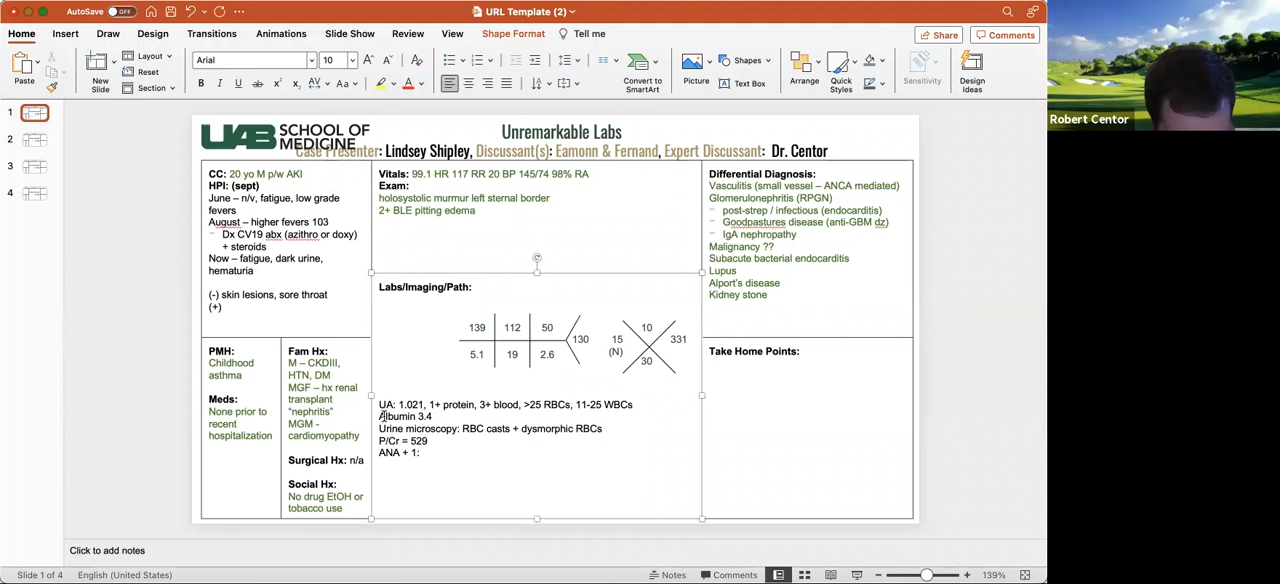 AutoSave OFF
URL Template (2)
Home Insert Draw Design Transitions Animations Slide Show Review View Shape Format Tell me
Share Comments
Paste
New Slide
Layout
Reset
Section
Arial 10
B I U ab x² x₂ AV Aa A
Convert to SmartArt
Picture
Shapes
Text Box
Arrange
Quick Styles
Sensitivity
Design Ideas
Robert Centor
1
2
3
4
UAB SCHOOL OF MEDICINE
Unremarkable Labs
Case Presenter: Lindsey Shipley, Discussant(s): Eamonn & Fernand, Expert Discussant: Dr. Centor
CC: 20 yo M p/w AKI
HPI: (sept)
June – n/v, fatigue, low grade
fevers
August – higher fevers 103
- Dx CV19 abx (azithro or doxy)
+ steroids
Now – fatigue, dark urine,
hematuria
(-) skin lesions, sore throat
(+)
PMH:
Childhood
asthma
Meds:
None prior to
recent
hospitalization
Fam Hx:
M – CKDIII,
HTN, DM
MGF – hx renal
transplant
“nephritis”
MGM -
cardiomyopathy
Surgical Hx: n/a
Social Hx:
No drug EtOH or
tobacco use
Vitals: 99.1 HR 117 RR 20 BP 145/74 98% RA
Exam:
holosystolic murmur left sternal border
2+ BLE pitting edema
Labs/Imaging/Path:
139 112 50
130
5.1 19 2.6
10
15
(N)
331
30
UA: 1.021, 1+ protein, 3+ blood, >25 RBCs, 11-25 WBCs
Albumin 3.4
Urine microscopy: RBC casts + dysmorphic RBCs
P/Cr = 529
ANA + 1:
Differential Diagnosis:
Vasculitis (small vessel – ANCA mediated)
Glomerulonephritis (RPGN)
- post-strep / infectious (endocarditis)
- Goodpastures disease (anti-GBM dz)
- IgA nephropathy
Malignancy ??
Subacute bacterial endocarditis
Lupus
Alport's disease
Kidney stone
Take Home Points:
Click to add notes
Slide 1 of 4 English (United States) Notes Comments 139%